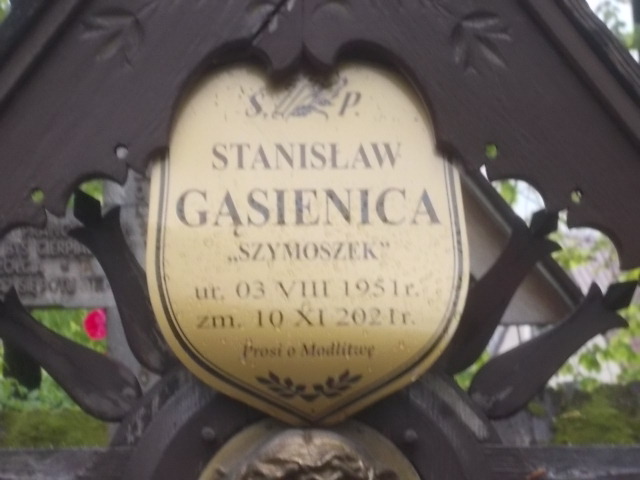 Ś. P.
STANISŁAW
GĄSIENICA
„SZYMOSZEK”
ur. 03 VIII 1951r.
zm. 10 XI 2021r.
Prosi o Modlitwę